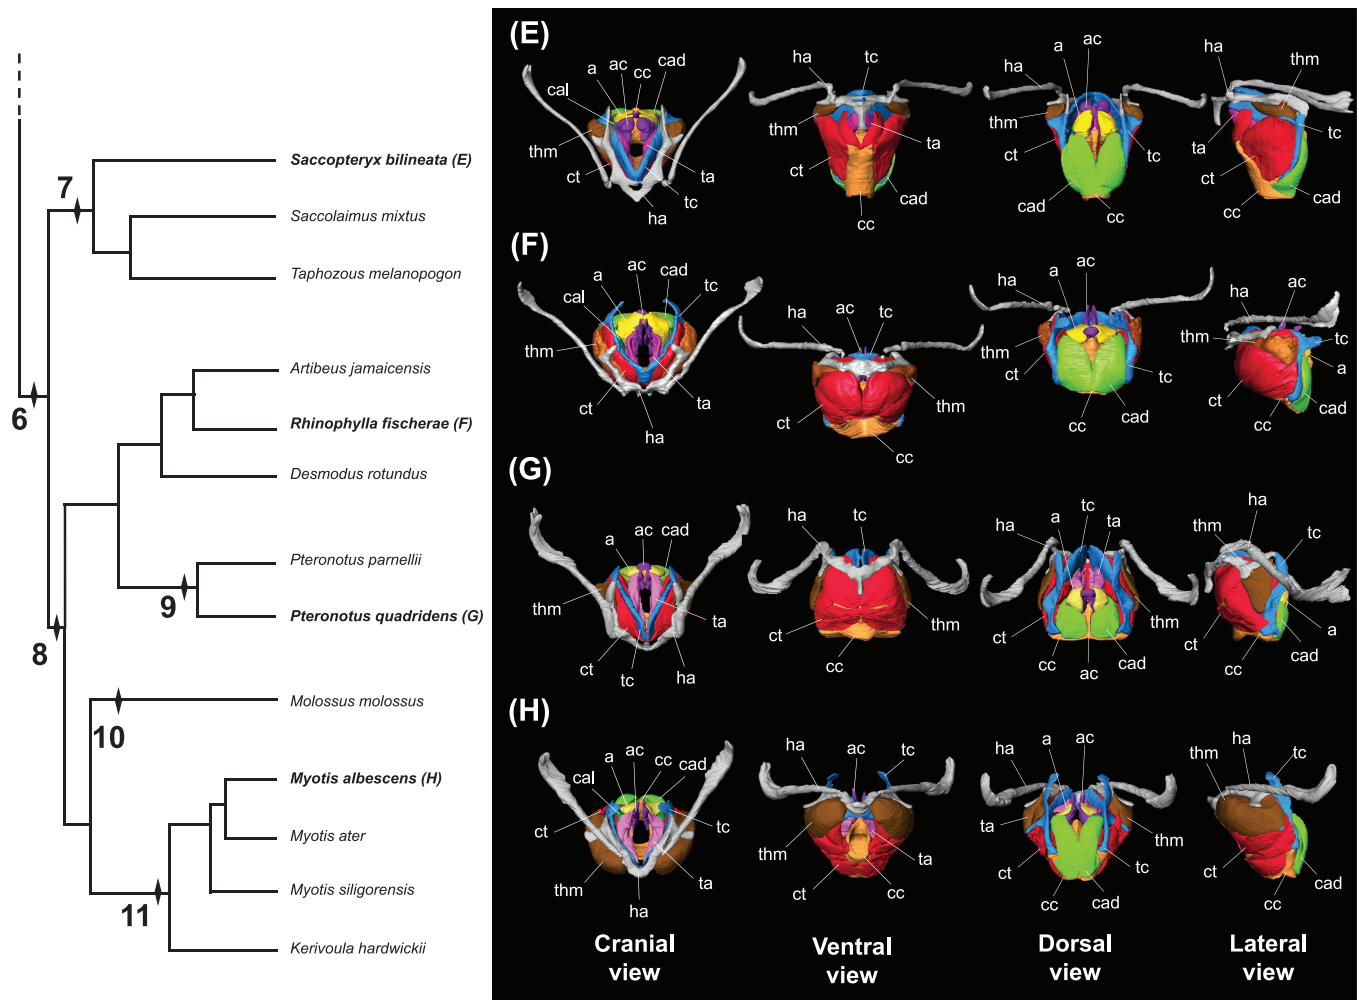 7
Saccopteryx bilineata (E)
Saccolaimus mixtus
Taphozous melanopogon
6
Artibeus jamaicensis
Rhinophylla fischerae (F)
Desmodus rotundus
Pteronotus parnellii
9
Pteronotus quadridens (G)
8
Molossus molossus
10
Myotis albescens (H)
Myotis ater
Myotis siligorensis
11
Kerivoula hardwickii
(E)
cal
a
ac
cc
cad
thm
ct
ta
tc
ha
ha
tc
thm
ct
ta
cad
cc
a
ac
ha
thm
ct
tc
cad
cc
ha
thm
ta
tc
ct
cc
cad
(F)
cal
a
ac
cad
tc
thm
ct
ta
ha
ha
ac
tc
ct
thm
cc
ha
a
ac
thm
ct
tc
cc
cad
ha
ac
thm
tc
a
ct
cad
cc
(G)
a
ac
cad
thm
ta
ct
tc
ha
ha
tc
ct
thm
cc
ha
a
tc
ta
ct
thm
cc
ac
cad
thm
ha
tc
ct
a
cc
cad
(H)
cal
a
ac
cc
cad
ct
tc
thm
ta
ha
ha
ac
tc
thm
ta
ct
cc
ha
a
ac
ta
thm
ct
tc
cc
cad
thm
ha
tc
ct
cad
cc
Cranial
view
Ventral
view
Dorsal
view
Lateral
view